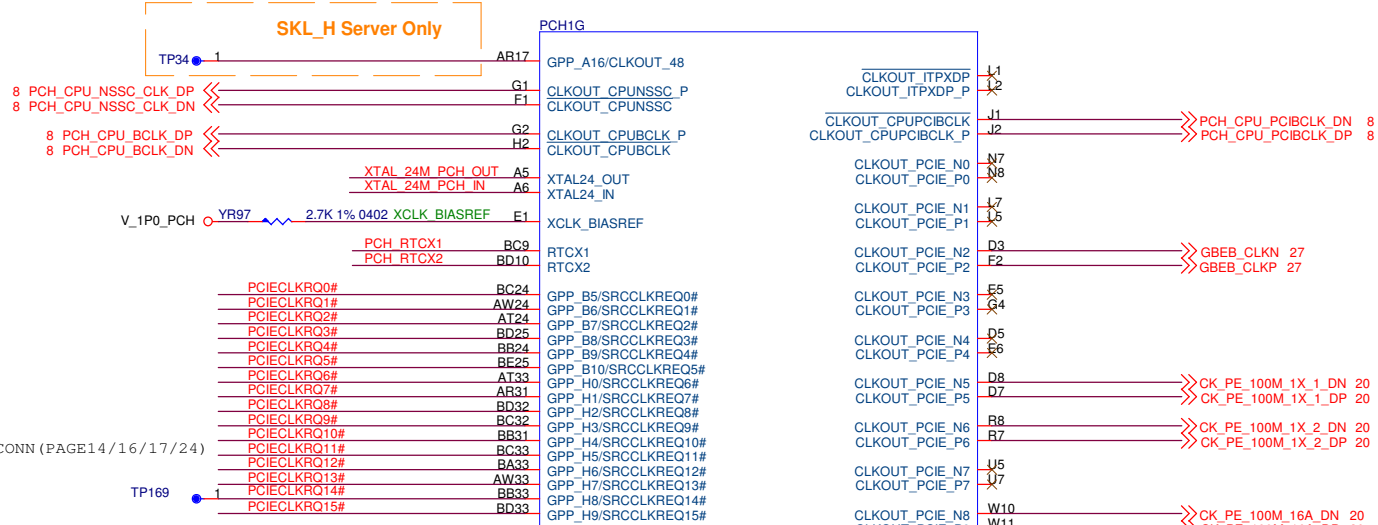 SKL_H Server Only
PCH1G
TP34 1 AR17 GPP_A16/CLKOUT_48
CLKOUT_ITPXDP L1
CLKOUT_ITPXDP_P L2
8 PCH_CPU_NSSC_CLK_DP G1 CLKOUT_CPUNSSC_P
8 PCH_CPU_NSSC_CLK_DN F1 CLKOUT_CPUNSSC
CLKOUT_CPUPCIBCLK J1 PCH_CPU_PCIBCLK_DN 8
CLKOUT_CPUPCIBCLK_P J2 PCH_CPU_PCIBCLK_DP 8
8 PCH_CPU_BCLK_DP G2 CLKOUT_CPUBCLK_P
8 PCH_CPU_BCLK_DN H2 CLKOUT_CPUBCLK
CLKOUT_PCIE_N0 N7
CLKOUT_PCIE_P0 N8
XTAL_24M_PCH_OUT A5 XTAL24_OUT
XTAL_24M_PCH_IN A6 XTAL24_IN
CLKOUT_PCIE_N1 L7
CLKOUT_PCIE_P1 L5
V_1P0_PCH YR97 2.7K 1% 0402 XCLK_BIASREF E1 XCLK_BIASREF
PCH_RTCX1 BC9 RTCX1
PCH_RTCX2 BD10 RTCX2
CLKOUT_PCIE_N2 D3 GBEB_CLKN 27
CLKOUT_PCIE_P2 F2 GBEB_CLKP 27
PCIECLKRQ0# BC24 GPP_B5/SRCCLKREQ0#
PCIECLKRQ1# AW24 GPP_B6/SRCCLKREQ1#
PCIECLKRQ2# AT24 GPP_B7/SRCCLKREQ2#
PCIECLKRQ3# BD25 GPP_B8/SRCCLKREQ3#
PCIECLKRQ4# BB24 GPP_B9/SRCCLKREQ4#
PCIECLKRQ5# BE25 GPP_B10/SRCCLKREQ5#
PCIECLKRQ6# AT33 GPP_H0/SRCCLKREQ6#
PCIECLKRQ7# AR31 GPP_H1/SRCCLKREQ7#
PCIECLKRQ8# BD32 GPP_H2/SRCCLKREQ8#
PCIECLKRQ9# BC32 GPP_H3/SRCCLKREQ9#
PCIECLKRQ10# BB31 GPP_H4/SRCCLKREQ10#
CONN(PAGE14/16/17/24)
PCIECLKRQ11# BC33 GPP_H5/SRCCLKREQ11#
PCIECLKRQ12# BA33 GPP_H6/SRCCLKREQ12#
PCIECLKRQ13# AW33 GPP_H7/SRCCLKREQ13#
TP169 1 PCIECLKRQ14# BB33 GPP_H8/SRCCLKREQ14#
PCIECLKRQ15# BD33 GPP_H9/SRCCLKREQ15#
CLKOUT_PCIE_N3 E5
CLKOUT_PCIE_P3 G4
CLKOUT_PCIE_N4 D5
CLKOUT_PCIE_P4 E6
CLKOUT_PCIE_N5 D8 CK_PE_100M_1X_1_DN 20
CLKOUT_PCIE_P5 D7 CK_PE_100M_1X_1_DP 20
CLKOUT_PCIE_N6 R8 CK_PE_100M_1X_2_DN 20
CLKOUT_PCIE_P6 R7 CK_PE_100M_1X_2_DP 20
CLKOUT_PCIE_N7 U5
CLKOUT_PCIE_P7 U7
CLKOUT_PCIE_N8 W10 CK_PE_100M_16A_DN 20
W11